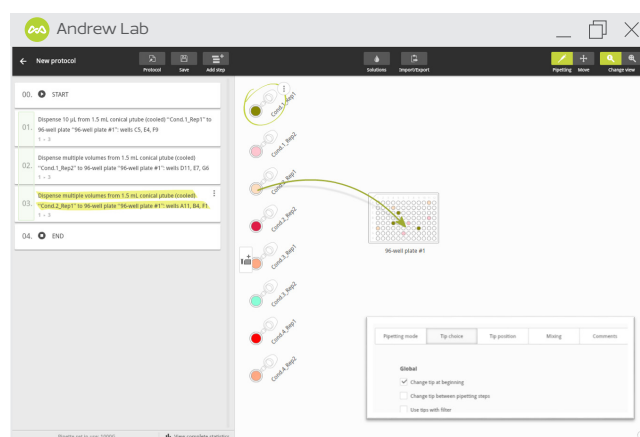 Andrew Lab
New protocol
Protocol
Save
Add step
Solutions
Import/Export
Pipetting
Move
Change view
00. START
01. Dispense 10 µL from 1.5 mL conical µtube (cooled) "Cond.1_Rep1" to
96-well plate "96-well plate #1": wells C5, E4, F9
1 - 3
02. Dispense multiple volumes from 1.5 mL conical µtube (cooled)
"Cond.1_Rep2" to 96-well plate "96-well plate #1": wells D11, E7, G6
1 - 3
03. Dispense multiple volumes from 1.5 mL conical µtube (cooled)
"Cond.2_Rep1" to 96-well plate "96-well plate #1": wells A11, B4, F1.
1 - 3
04. END
Cond.1_Rep1
Cond.1_Rep2
Cond.2_Rep1
Cond.2_Rep2
Cond.3_Rep1
Cond.3_Rep2
Cond.4_Rep1
Cond.4_Rep2
96-well plate #1
Pipetting mode
Tip choice
Tip position
Mixing
Comments
Global
Change tip at beginning
Change tip between pipetting steps
Use tips with filter
View complete statistics